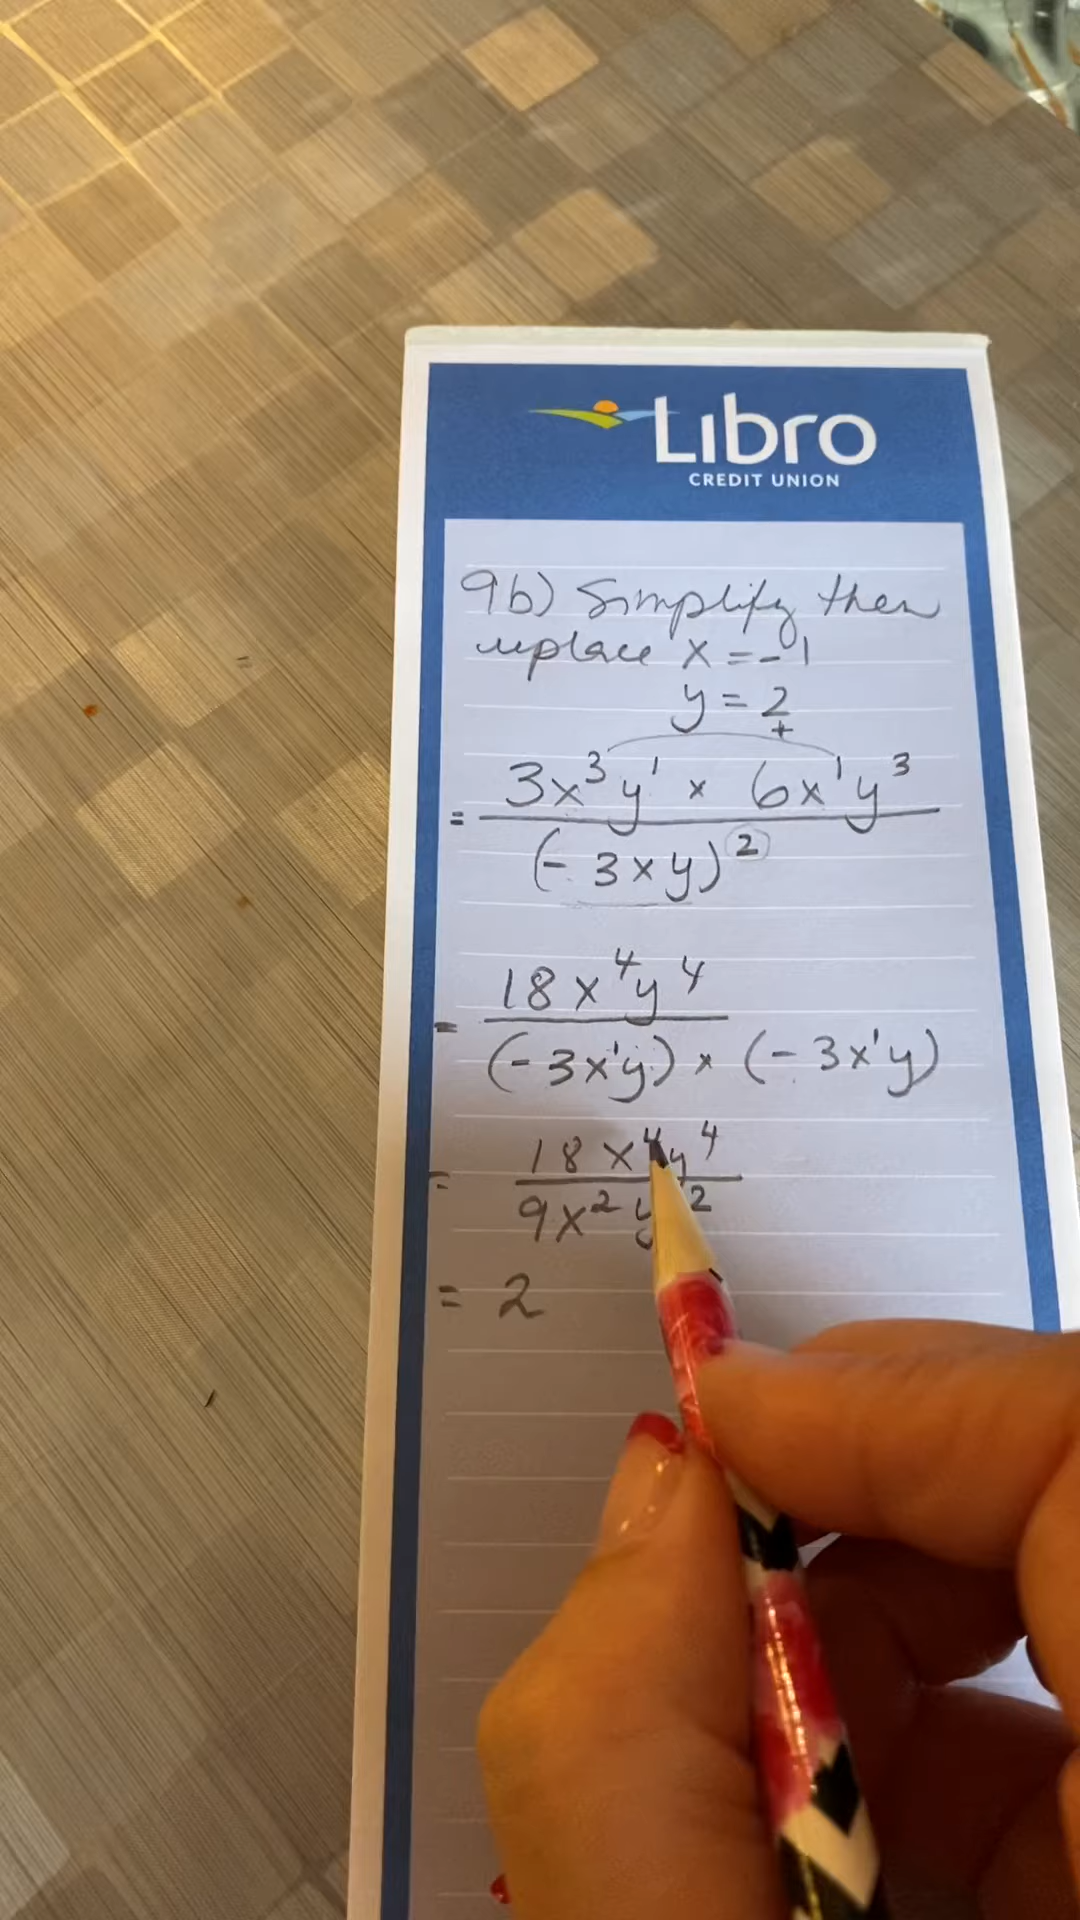 Libro
CREDIT UNION
9b) Simplify then
replace x = -1
y = 2
+
= 3x³y¹ × 6x¹y³
(-3xy)²
= 18x⁴y⁴
(-3x¹y) × (-3x¹y)
= 18x⁴y⁴
9x²y²
= 2